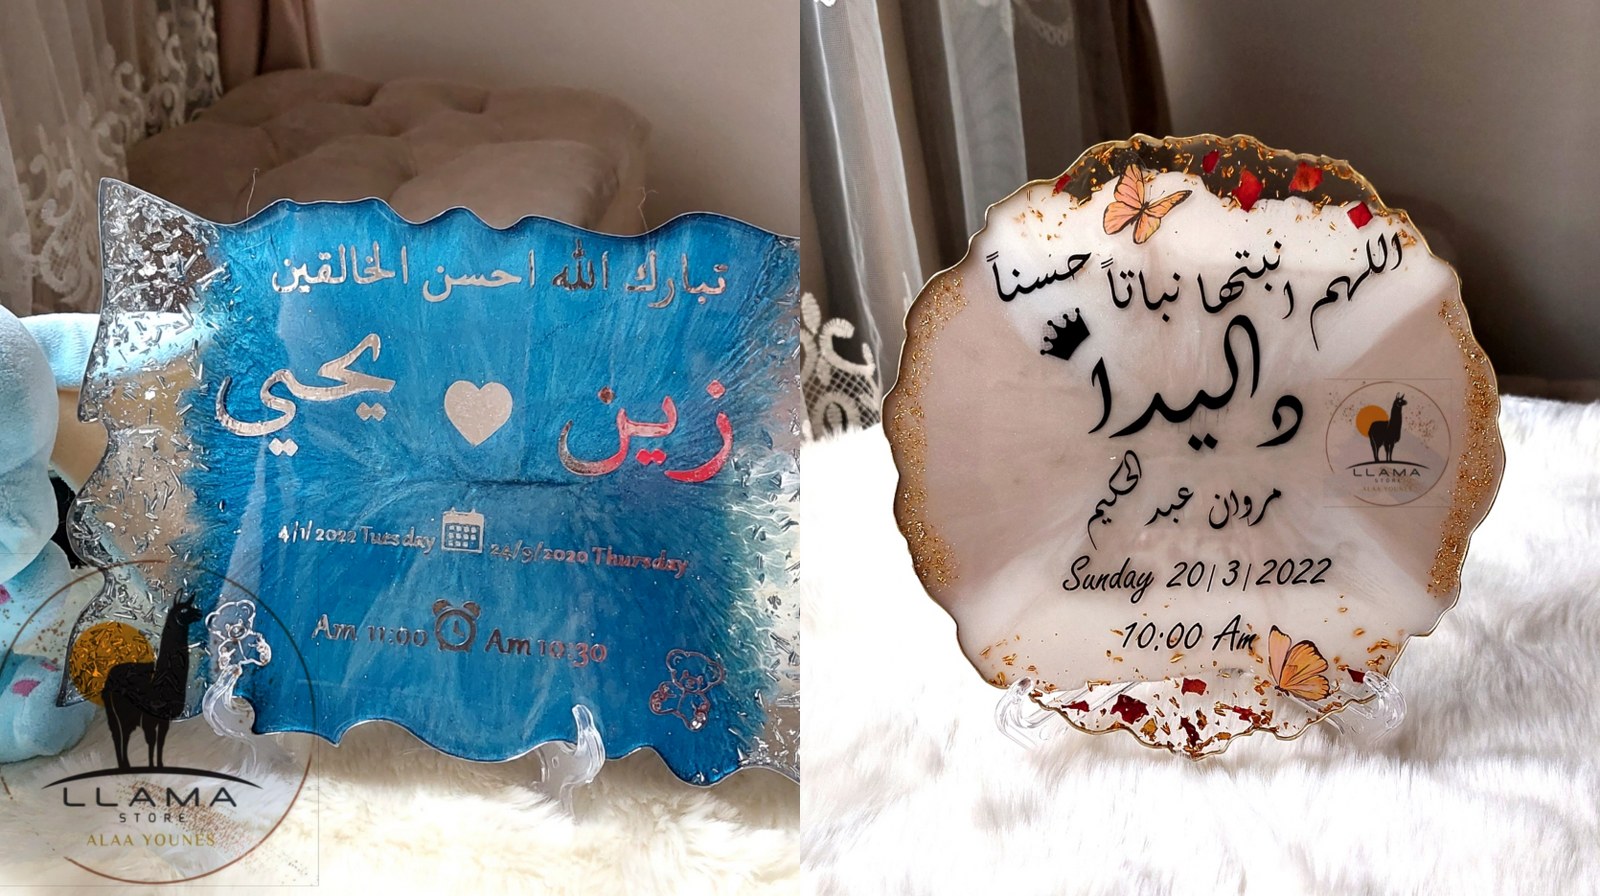 تبارك الله احسن الخالقين
زين يحيي
4/1/2022 Tuesday 24/9/2020 Thursday
Am 11:00 Am 10:30
LLAMA
STORE
ALAA YOUNES
اللهم انبتها نباتاً حسناً
داليدا
مروان عبد الحكيم
Sunday 20|3|2022
10:00 Am
LLAMA
STORE
ALAA YOUNES